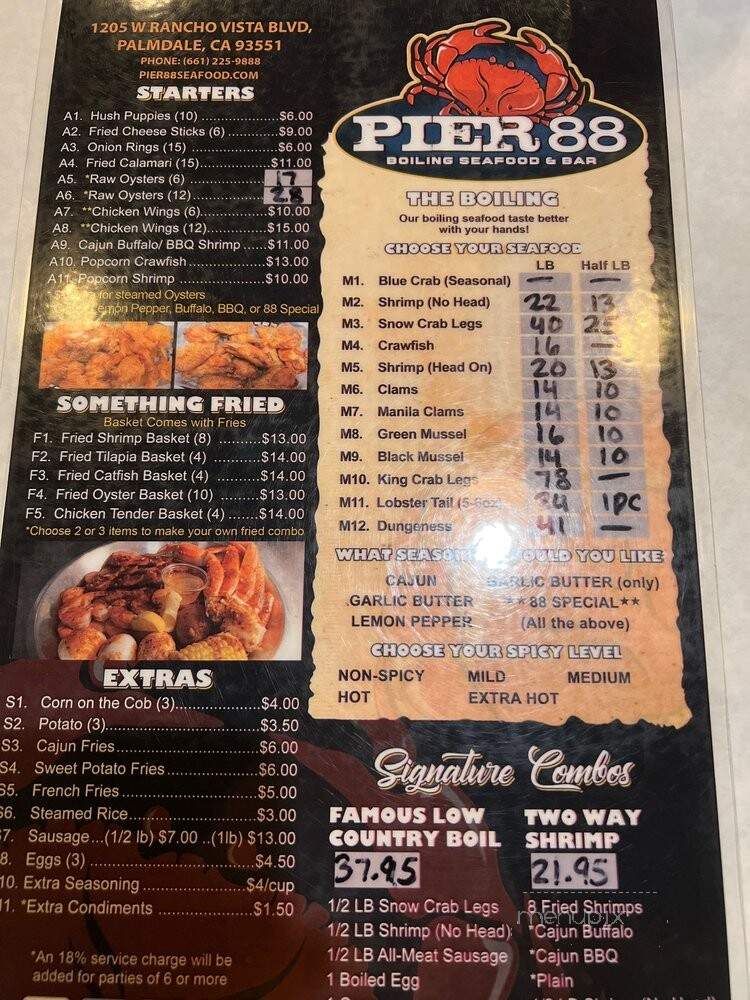 1205 W RANCHO VISTA BLVD,
PALMDALE, CA 93551
PHONE: (661) 225-9888
PIER88SEAFOOD.COM
STARTERS
A1. Hush Puppies (10) ....................$6.00
A2. Fried Cheese Sticks (6) .............$9.00
A3. Onion Rings (15) ......................$6.00
A4. Fried Calamari (15)..................$11.00
A5. *Raw Oysters (6) .................... 17
A6. *Raw Oysters (12)................... 28
A7. **Chicken Wings (6).................$10.00
A8. **Chicken Wings (12)...............$15.00
A9. Cajun Buffalo/ BBQ Shrimp ......$11.00
A10. Popcorn Crawfish...................$13.00
A11. Popcorn Shrimp ....................$10.00
for steamed Oysters
Lemon Pepper, Buffalo, BBQ, or 88 Special
SOMETHING FRIED
Basket Comes with Fries
F1. Fried Shrimp Basket (8) ..........$13.00
F2. Fried Tilapia Basket (4) ..........$14.00
F3. Fried Catfish Basket (4) ..........$14.00
F4. Fried Oyster Basket (10) .........$13.00
F5. Chicken Tender Basket (4) .......$14.00
*Choose 2 or 3 items to make your own fried combo
EXTRAS
S1. Corn on the Cob (3)....................$4.00
S2. Potato (3)....................................$3.50
S3. Cajun Fries..................................$6.00
S4. Sweet Potato Fries......................$6.00
S5. French Fries................................$5.00
S6. Steamed Rice..............................$3.00
S7. Sausage...(1/2 lb) $7.00 ..(1lb) $13.00
8. Eggs (3) ......................................$4.50
10. Extra Seasoning .......................$4/cup
11. *Extra Condiments ....................$1.50
*An 18% service charge will be
added for parties of 6 or more
PIER 88
BOILING SEAFOOD & BAR
THE BOILING
Our boiling seafood taste better
with your hands!
CHOOSE YOUR SEAFOOD
LB Half LB
M1. Blue Crab (Seasonal) — —
M2. Shrimp (No Head) 22 13
M3. Snow Crab Legs 40 25
M4. Crawfish 16 —
M5. Shrimp (Head On) 20 13
M6. Clams 14 10
M7. Manila Clams 14 10
M8. Green Mussel 16 10
M9. Black Mussel 14 10
M10. King Crab Legs 78 —
M11. Lobster Tail (5-6oz) 34 1PC
M12. Dungeness 41 —
WHAT SEASONING WOULD YOU LIKE
CAJUN GARLIC BUTTER (only)
GARLIC BUTTER **88 SPECIAL**
LEMON PEPPER (All the above)
CHOOSE YOUR SPICY LEVEL
NON-SPICY MILD MEDIUM
HOT EXTRA HOT
Signature Combos
FAMOUS LOW
COUNTRY BOIL
37.95
1/2 LB Snow Crab Legs
1/2 LB Shrimp (No Head)
1/2 LB All-Meat Sausage
1 Boiled Egg
TWO WAY
SHRIMP
21.95
8 Fried Shrimps
*Cajun Buffalo
*Cajun BBQ
*Plain
menupix